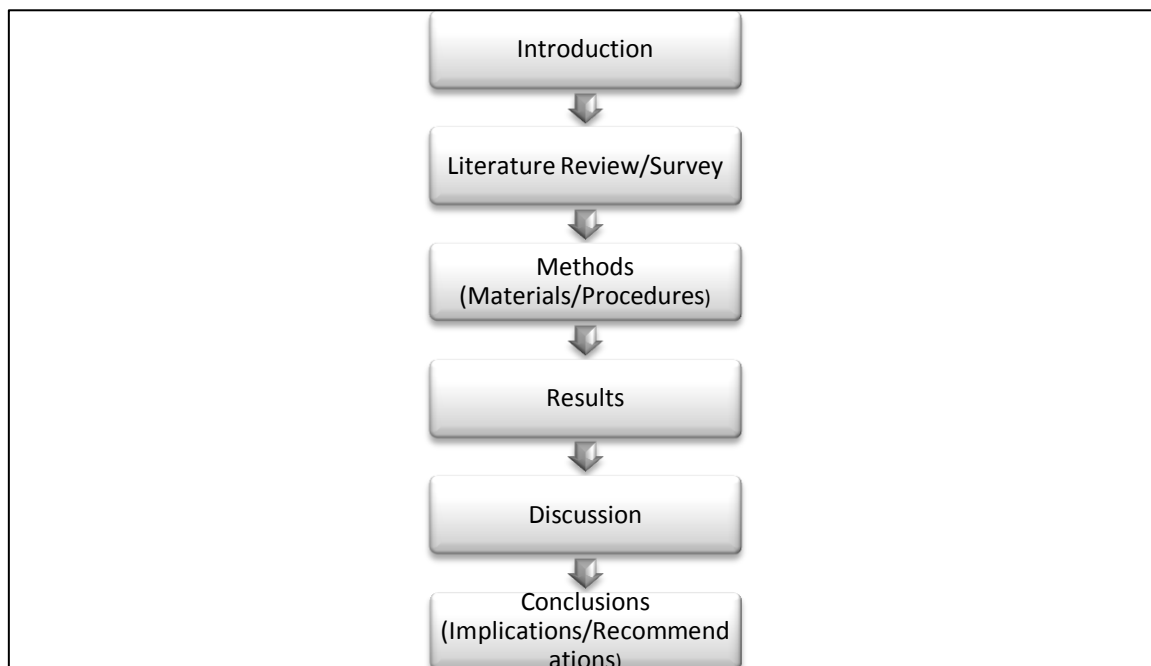 Introduction
Literature Review/Survey
Methods
(Materials/Procedures)
Results
Discussion
Conclusions
(Implications/Recommend
ations)